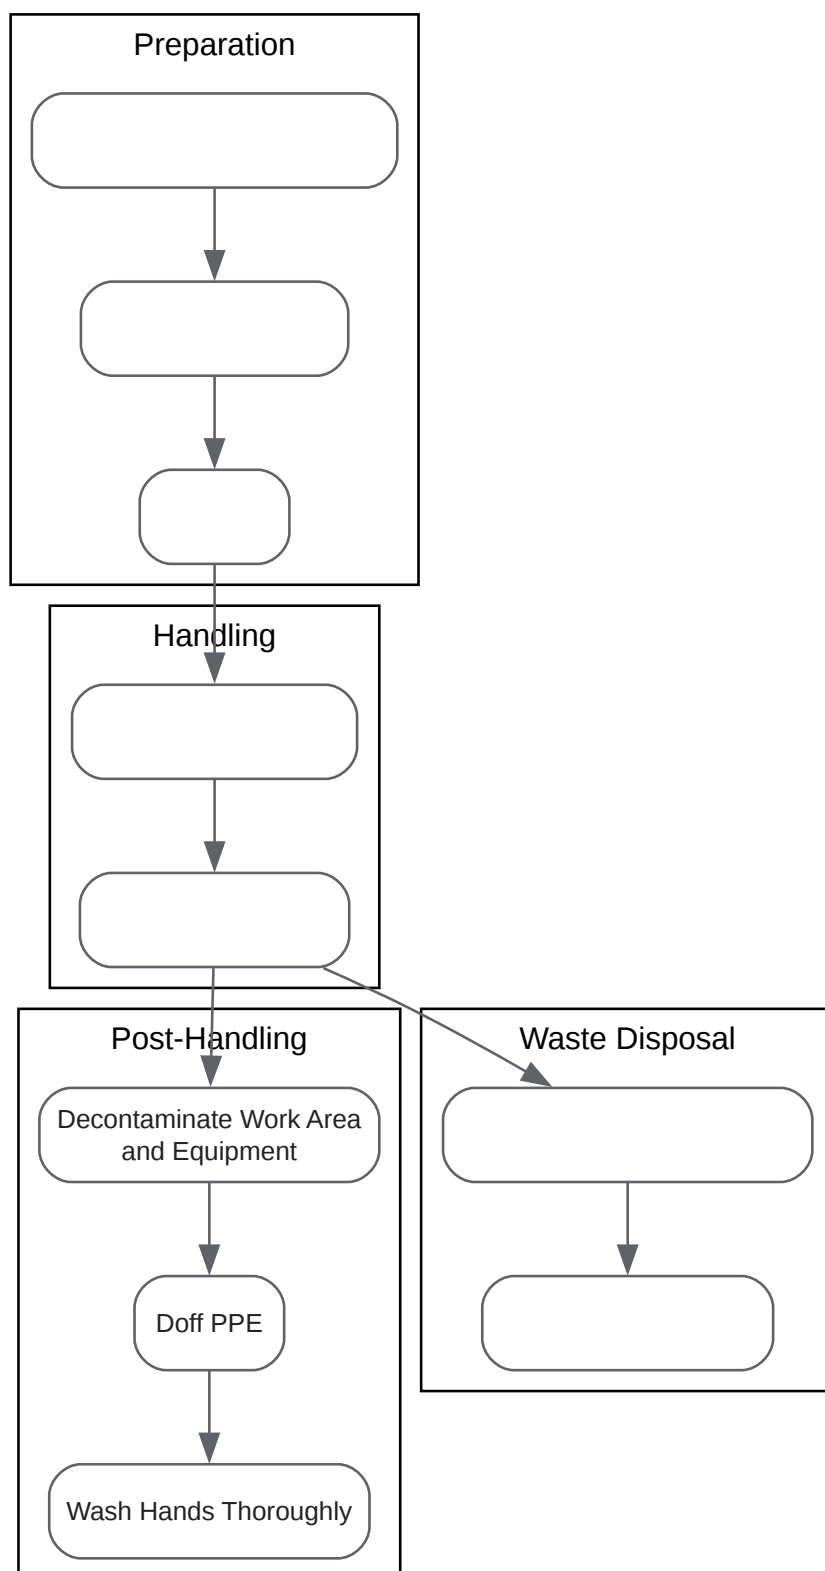 Preparation
Handling
Post-Handling
Waste Disposal
Decontaminate Work Area
and Equipment
Doff PPE
Wash Hands Thoroughly